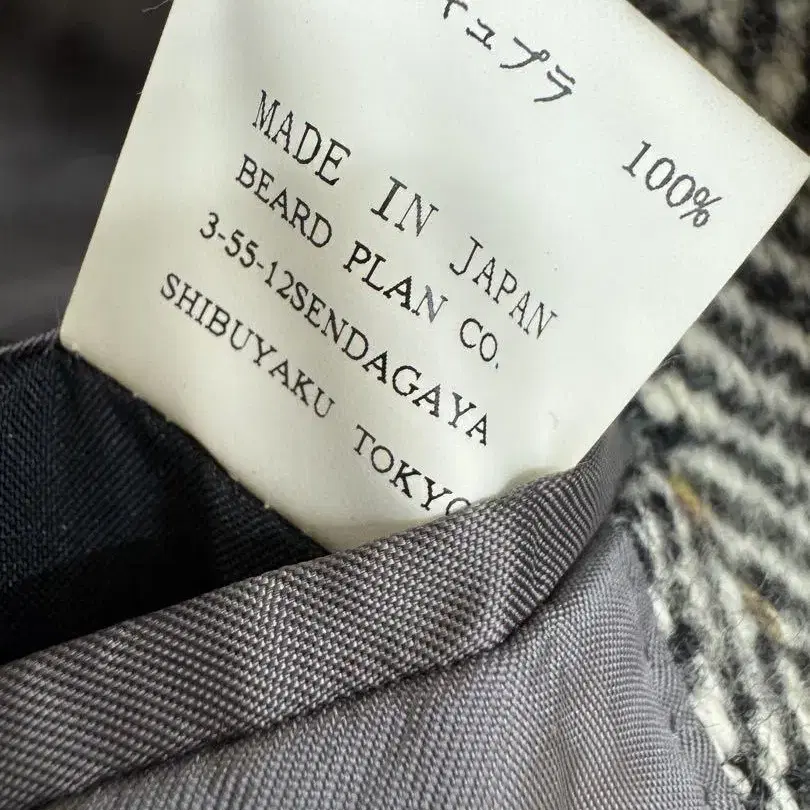 キュプラ 100%
MADE IN JAPAN
BEARD PLAN CO.
3-55-12SENDAGAYA
SHIBUYAKU TOKYO